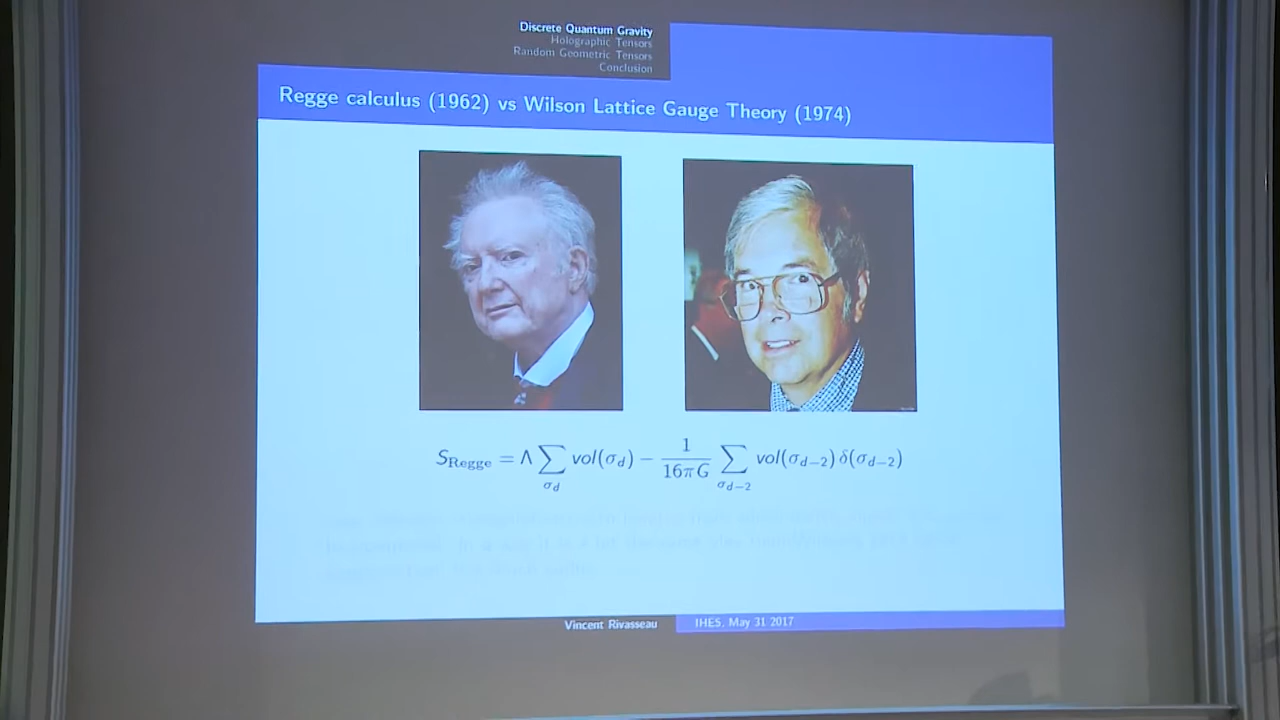 Discrete Quantum Gravity
Holographic Tensors
Random Geometric Tensors
Conclusion
Regge calculus (1962) vs Wilson Lattice Gauge Theory (1974)
S_Regge = Λ ∑_{σ_d} vol(σ_d) − \frac{1}{16πG} ∑_{σ_{d−2}} vol(σ_{d−2}) δ(σ_{d−2})
Vincent Rivasseau
IHES, May 31 2017